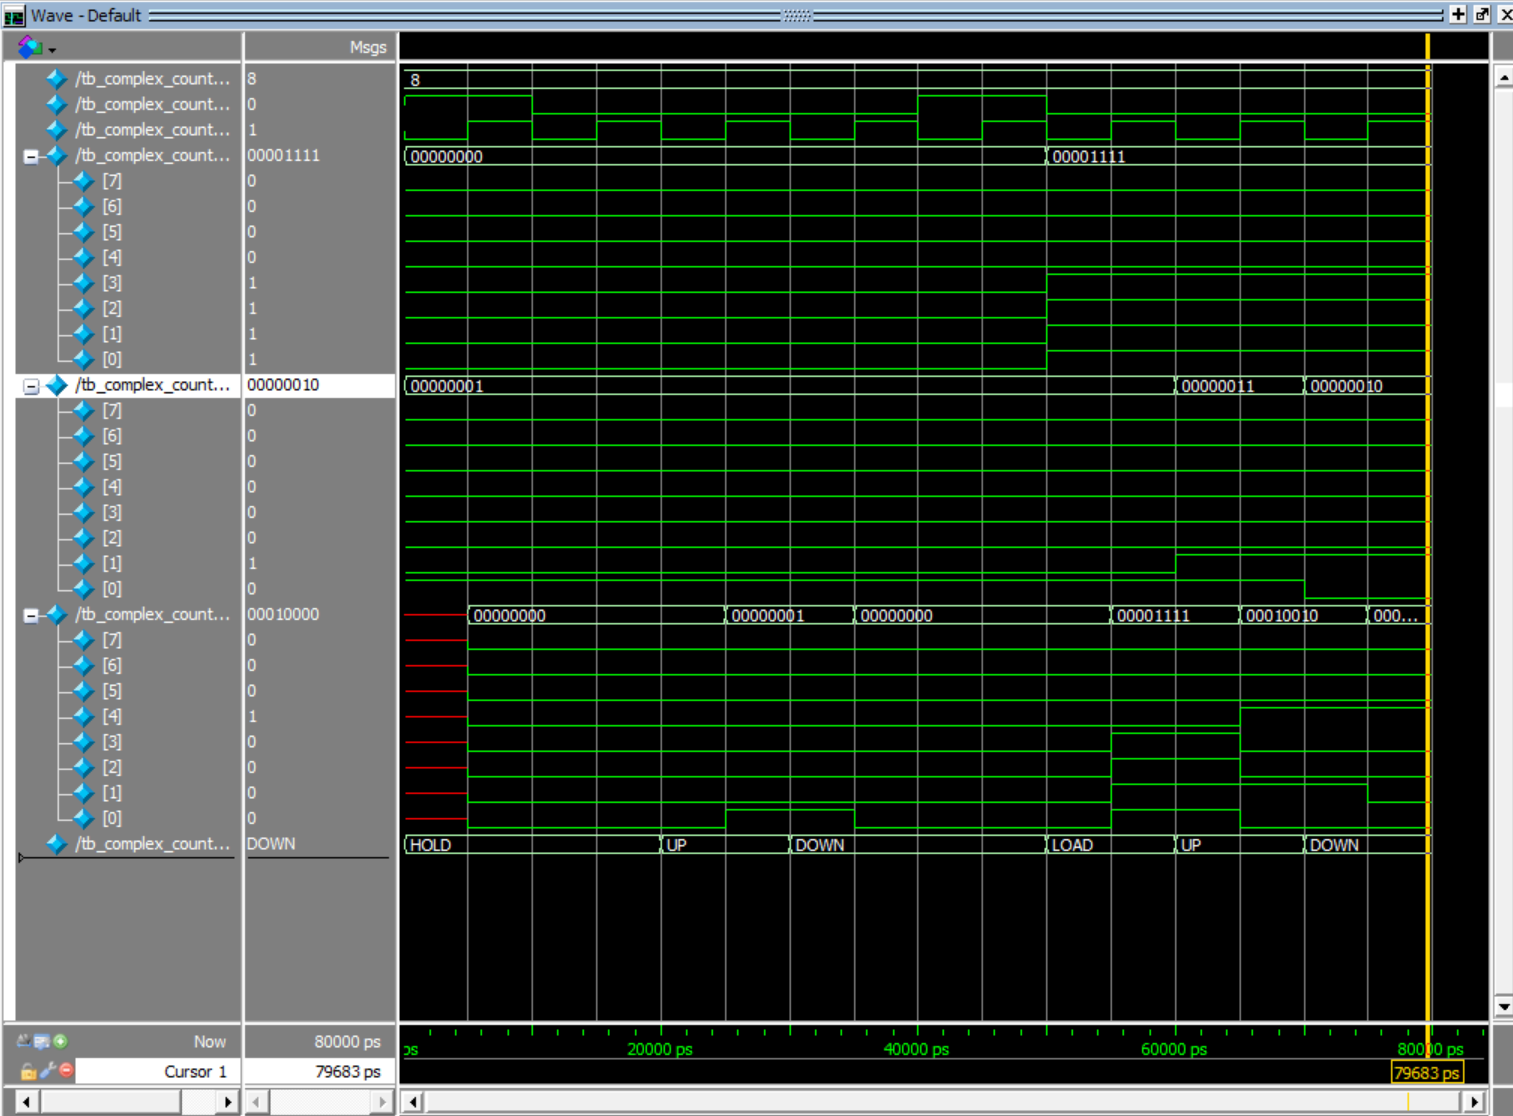 Wave - Default
Msgs
/tb_complex_count... 8 8
/tb_complex_count... 0
/tb_complex_count... 1
/tb_complex_count... 00001111 00000000 00001111
[7] 0
[6] 0
[5] 0
[4] 0
[3] 1
[2] 1
[1] 1
[0] 1
/tb_complex_count... 00000010 00000001 00000011 00000010
[7] 0
[6] 0
[5] 0
[4] 0
[3] 0
[2] 0
[1] 1
[0] 0
/tb_complex_count... 00010000 00000000 00000001 00000000 00001111 00010010 000...
[7] 0
[6] 0
[5] 0
[4] 1
[3] 0
[2] 0
[1] 0
[0] 0
/tb_complex_count... DOWN HOLD UP DOWN LOAD UP DOWN
Now 80000 ps ps 20000 ps 40000 ps 60000 ps 80000 ps
Cursor 1 79683 ps 79683 ps